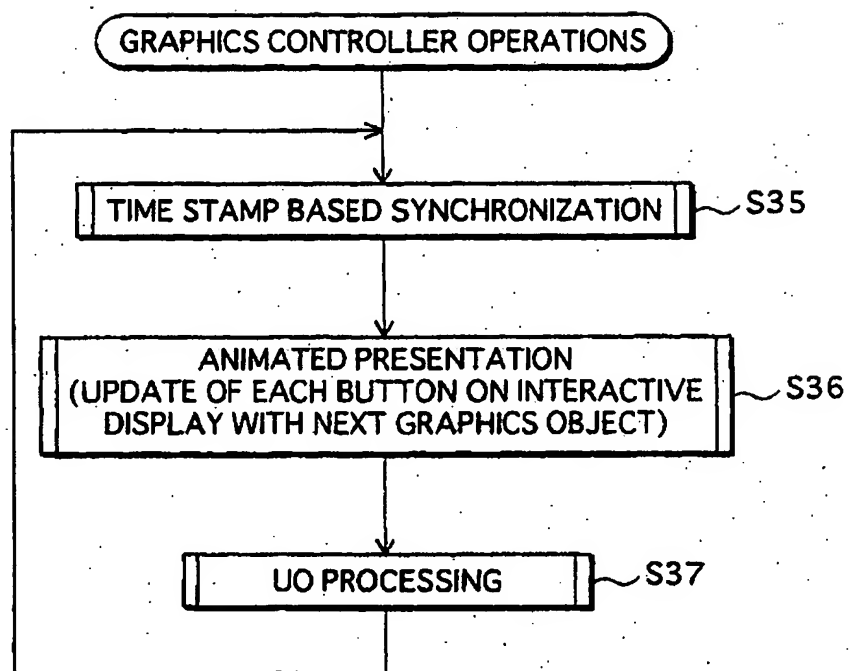 GRAPHICS CONTROLLER OPERATIONS
TIME STAMP BASED SYNCHRONIZATION
S35
ANIMATED PRESENTATION
(UPDATE OF EACH BUTTON ON INTERACTIVE
DISPLAY WITH NEXT GRAPHICS OBJECT)
S36
UO PROCESSING
S37